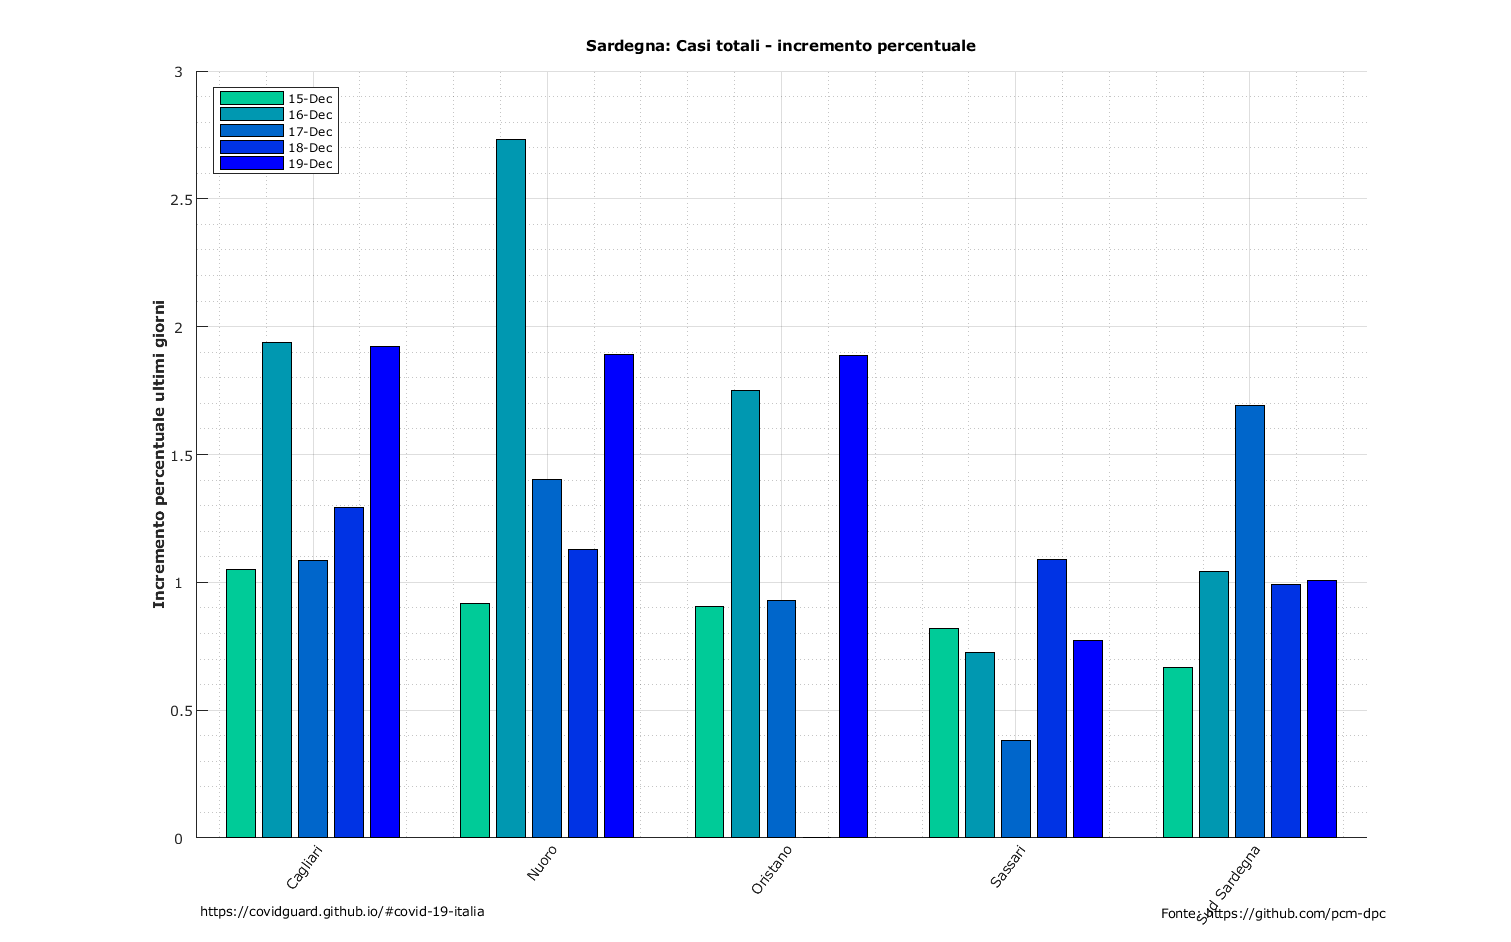 Sardegna: Casi totali - incremento percentuale
3
2.5
2
1.5
1
0.5
0
Incremento percentuale ultimi giorni
15-Dec
16-Dec
17-Dec
18-Dec
19-Dec
Cagliari
Nuoro
Oristano
Sassari
Sud Sardegna
https://covidguard.github.io/#covid-19-italia
Fonte: https://github.com/pcm-dpc